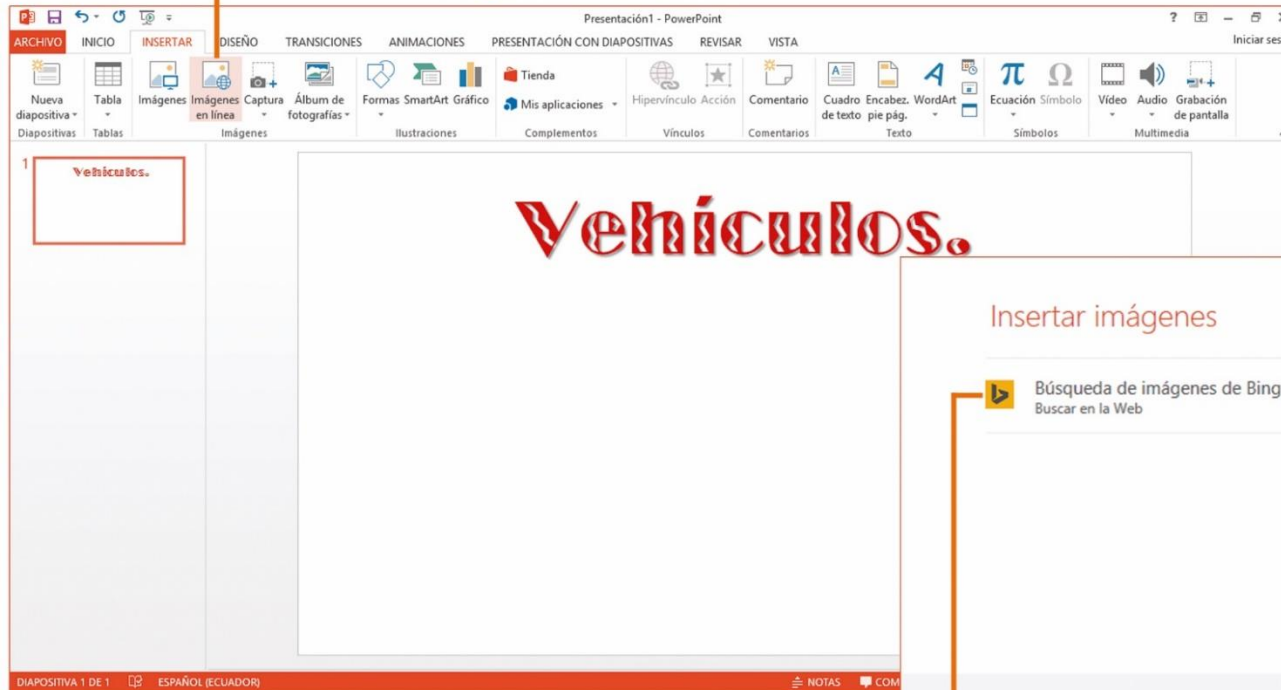 Presentación1 - PowerPoint
ARCHIVO INICIO INSERTAR DISEÑO TRANSICIONES ANIMACIONES PRESENTACIÓN CON DIAPOSITIVAS REVISAR VISTA
Iniciar ses
Nueva diapositiva
Tabla
Imágenes
Imágenes en línea
Captura
Álbum de fotografías
Formas
SmartArt
Gráfico
Tienda
Mis aplicaciones
Hipervínculo
Acción
Comentario
Cuadro de texto
Encabez. pie pág.
WordArt
Ecuación
Símbolo
Vídeo
Audio
Grabación de pantalla
Diapositivas Tablas Imágenes Ilustraciones Complementos Vínculos Comentarios Texto Símbolos Multimedia
1
Vehículos.
Vehículos.
Insertar imágenes
Búsqueda de imágenes de Bing
Buscar en la Web
DIAPOSITIVA 1 DE 1 ESPAÑOL (ECUADOR) NOTAS COM